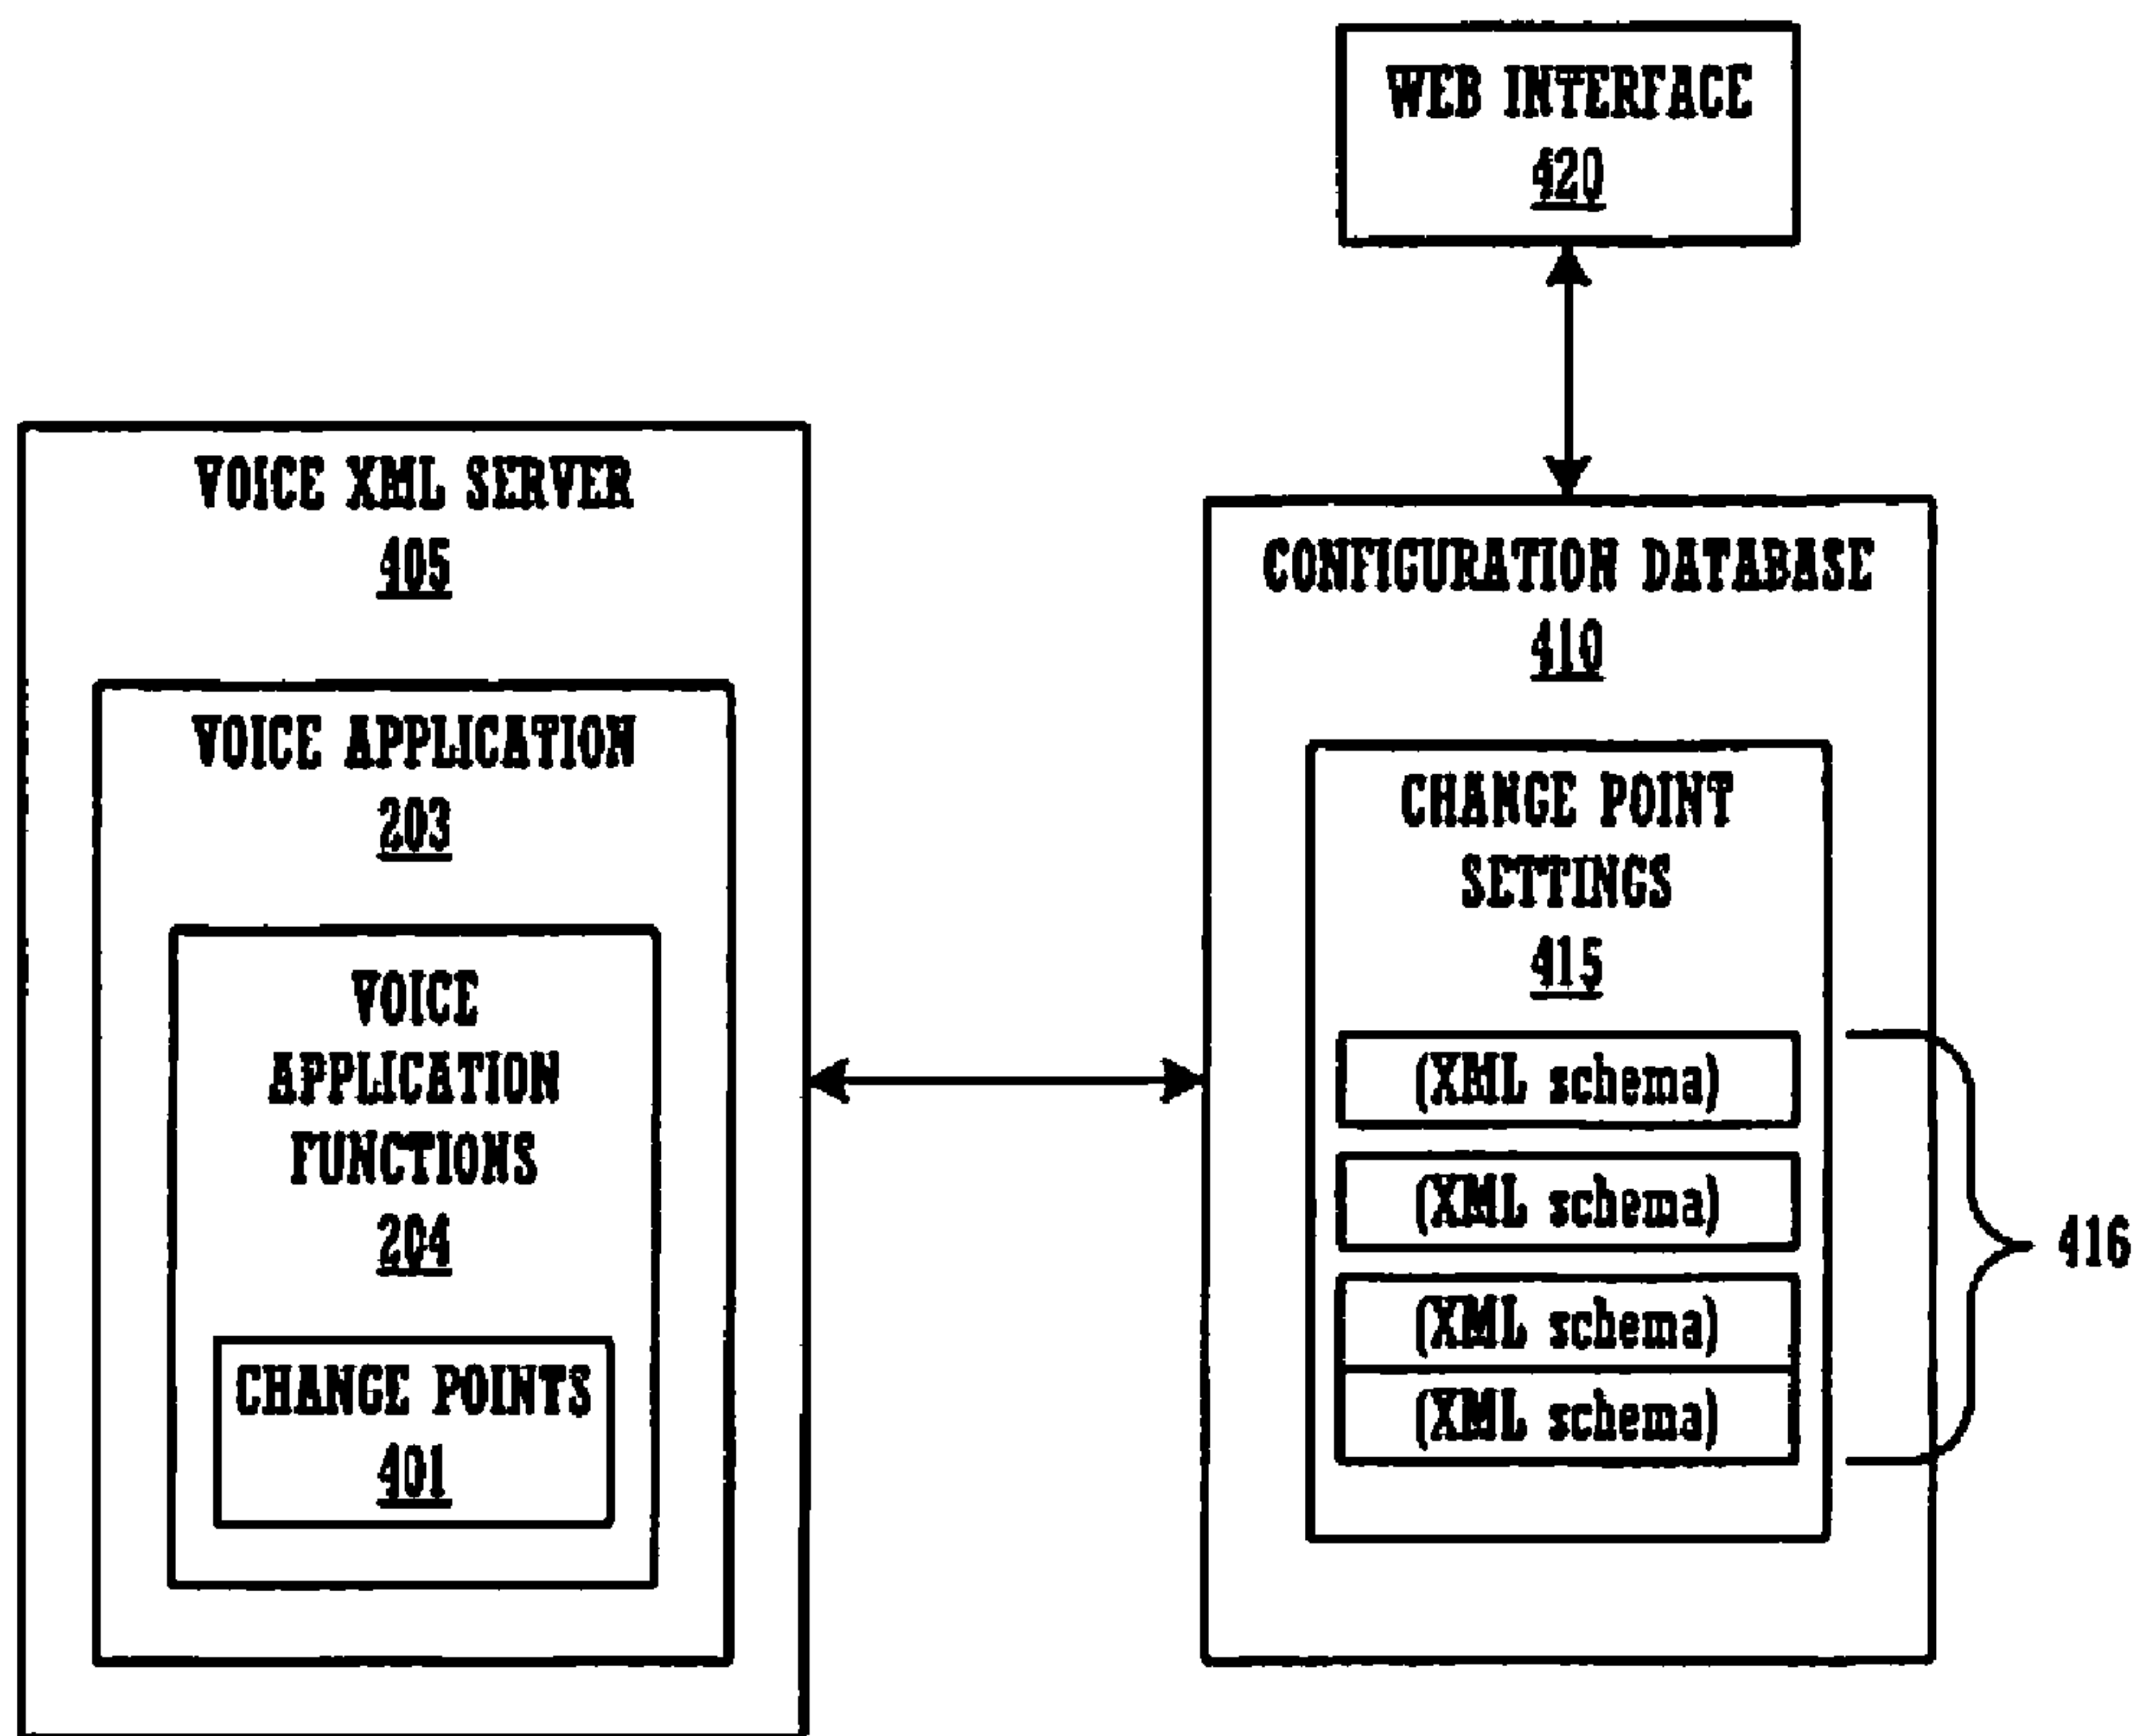 WEB INTERFACE
420
VOICE XML SERVER
405
VOICE APPLICATION
203
VOICE
APPLICATION
FUNCTIONS
204
CHANGE POINTS
401
CONFIGURATION DATABASE
410
CHANGE POINT
SETTINGS
415
(XML schema)
(XML schema)
(XML schema)
(XML schema)
416